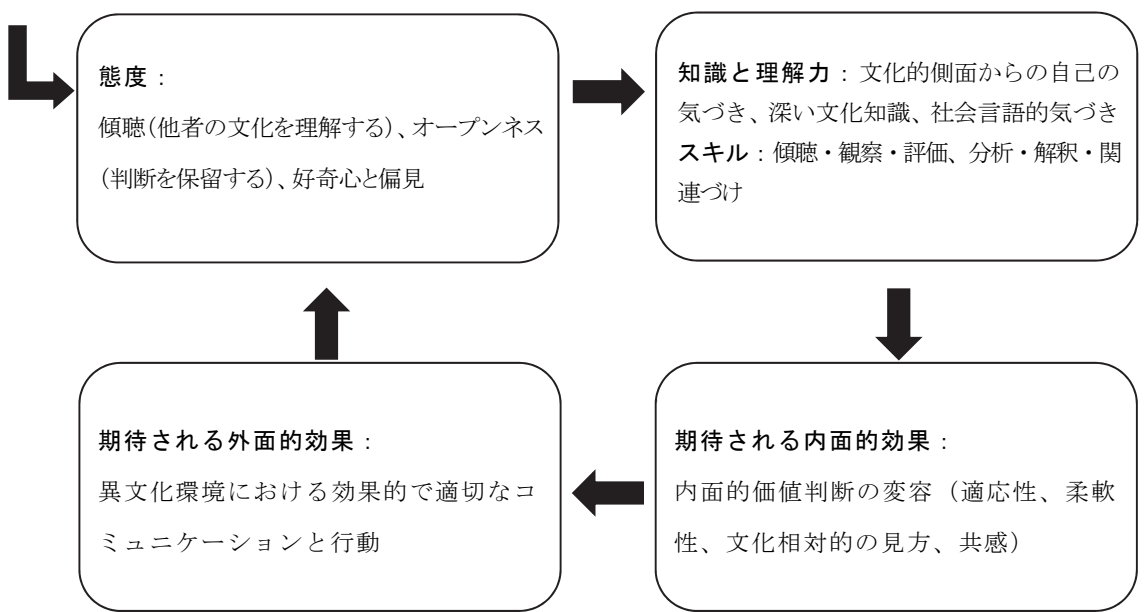 態度：
傾聴(他者の文化を理解する)、オープンネス
(判断を保留する)、好奇心と偏見
知識と理解力：文化的側面からの自己の
気づき、深い文化知識、社会言語的気づき
スキル：傾聴・観察・評価、分析・解釈・関
連づけ
期待される外面的効果：
異文化環境における効果的で適切なコ
ミュニケーションと行動
期待される内面的効果：
内面的価値判断の変容（適応性、柔軟
性、文化相対的の見方、共感）